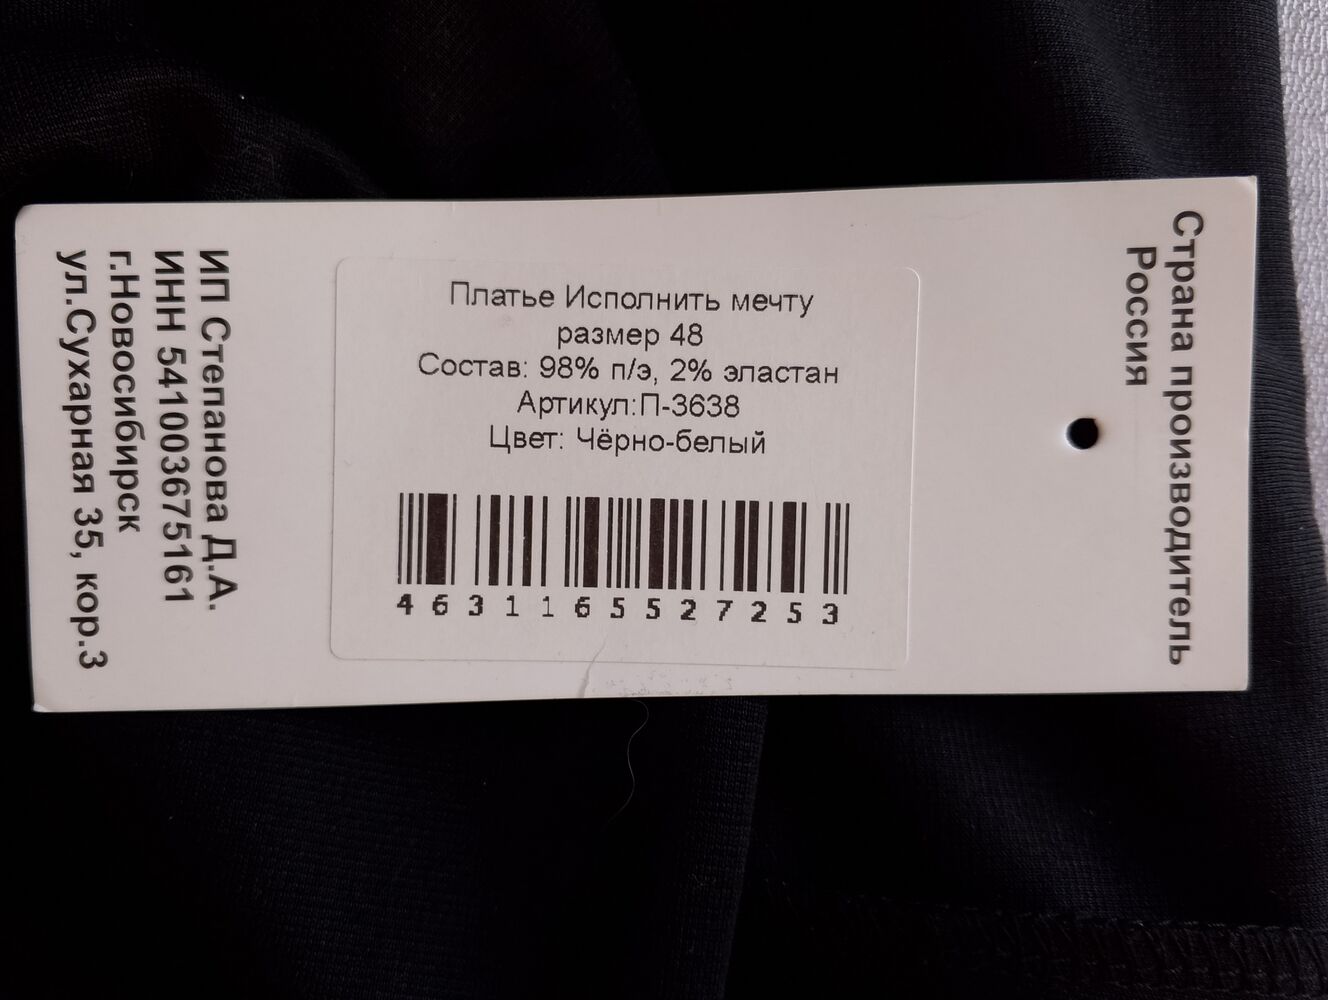 Платье Исполнить мечту
размер 48
Состав: 98% п/э, 2% эластан
Артикул:П-3638
Цвет: Чёрно-белый
4631165527253
ИП Степанова Д.А.
ИНН 541003675161
г.Новосибирск
ул.Сухарная 35, кор.3
Страна производитель
Россия